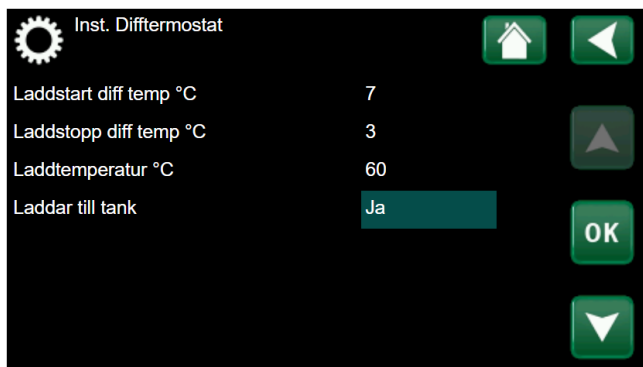 Inst. Difftermostat
Laddstart diff temp °C 7
Laddstopp diff temp °C 3
Laddtemperatur °C 60
Laddar till tank Ja
OK